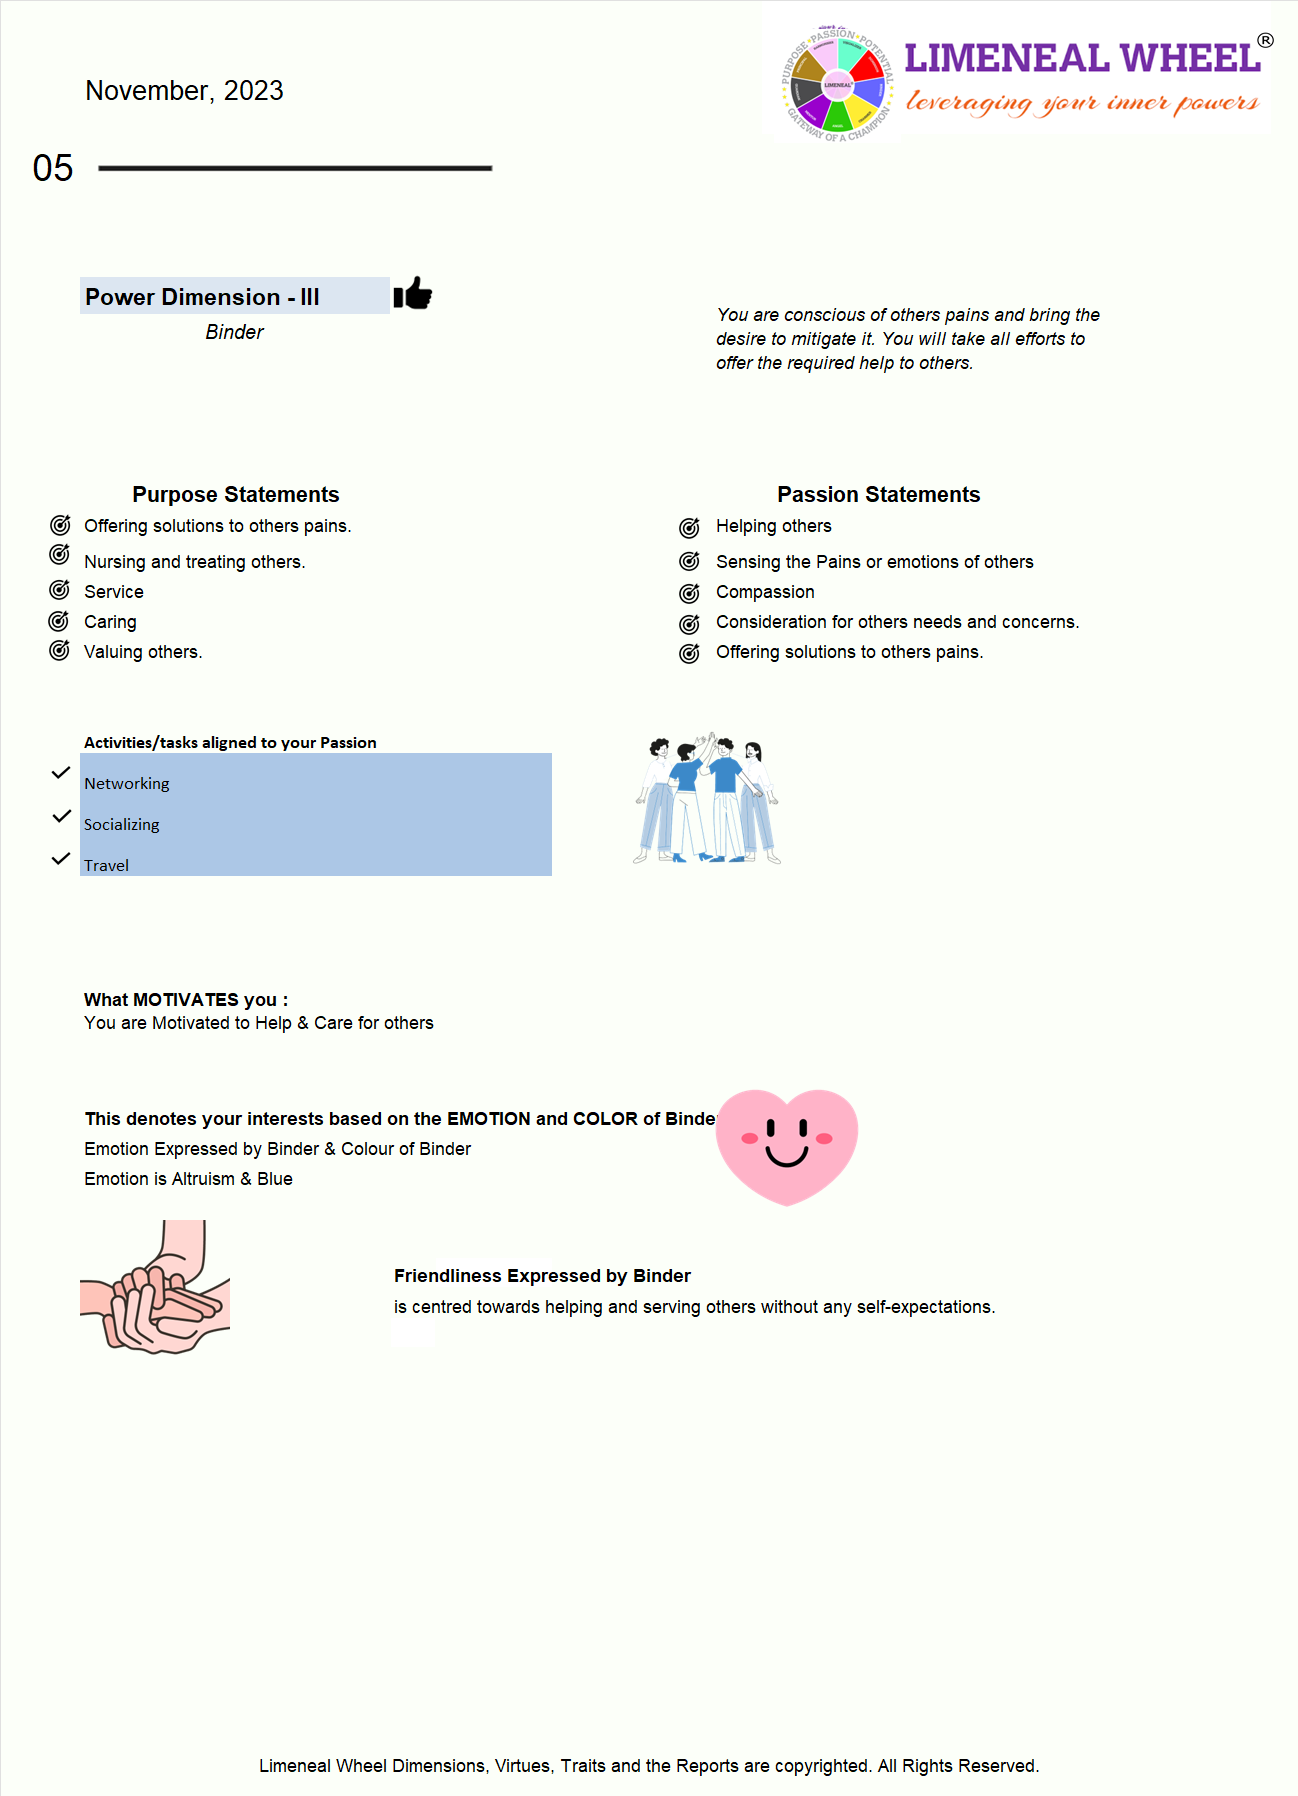 LIMENEAL WHEEL®
leveraging your inner powers
PURPOSE PASSION POTENTIAL
GATEWAY OF A CHAMPION
LIMENEAL
November, 2023
05
Power Dimension - III
Binder
You are conscious of others pains and bring the
desire to mitigate it. You will take all efforts to
offer the required help to others.
Purpose Statements
Offering solutions to others pains.
Nursing and treating others.
Service
Caring
Valuing others.
Passion Statements
Helping others
Sensing the Pains or emotions of others
Compassion
Consideration for others needs and concerns.
Offering solutions to others pains.
Activities/tasks aligned to your Passion
Networking
Socializing
Travel
What MOTIVATES you :
You are Motivated to Help & Care for others
This denotes your interests based on the EMOTION and COLOR of Binder
Emotion Expressed by Binder & Colour of Binder
Emotion is Altruism & Blue
Friendliness Expressed by Binder
is centred towards helping and serving others without any self-expectations.
Limeneal Wheel Dimensions, Virtues, Traits and the Reports are copyrighted. All Rights Reserved.